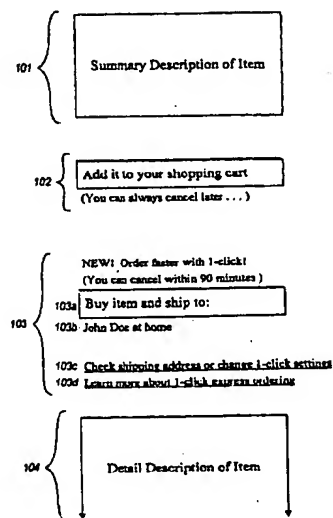 101
Summary Description of Item
102
Add it to your shopping cart
(You can always cancel later . . . )
NEW! Order faster with 1-click!
(You can cancel within 90 minutes )
103a Buy item and ship to:
103
103b John Doe at home
103c Check shipping address or change 1-click settings
103d Learn more about 1-click express ordering
104
Detail Description of Item